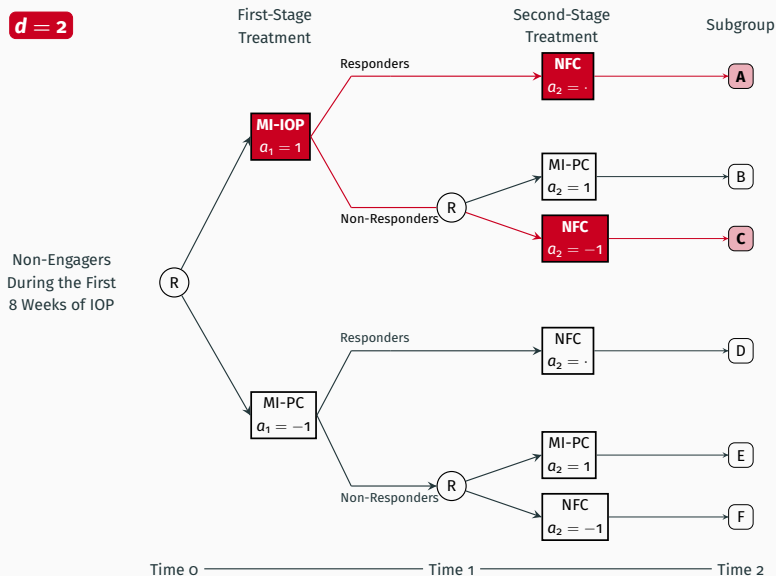 d = 2
First-Stage
Treatment
Second-Stage
Treatment
Subgroup
Responders
NFC
a₂ = ·
A
MI-IOP
a₁ = 1
MI-PC
a₂ = 1
B
R
Non-Responders
NFC
a₂ = −1
C
Non-Engagers
During the First
8 Weeks of IOP
R
Responders
NFC
a₂ = ·
D
MI-PC
a₁ = −1
MI-PC
a₂ = 1
E
R
Non-Responders
NFC
a₂ = −1
F
Time 0
Time 1
Time 2